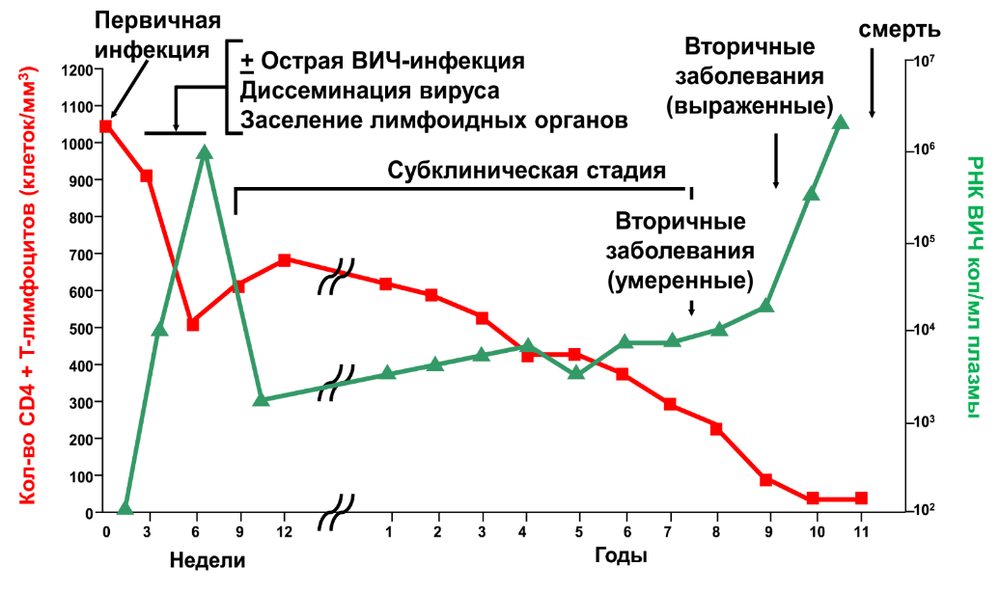 Первичная
инфекция
± Острая ВИЧ-инфекция
Диссеминация вируса
Заселение лимфоидных органов
Субклиническая стадия
Вторичные
заболевания
(умеренные)
Вторичные
заболевания
(выраженные)
смерть
Кол-во CD4 + Т-лимфоцитов (клеток/мм³)
1200
1100
1000
900
800
700
600
500
400
300
200
100
0
10⁷
10⁶
10⁵
10⁴
10³
10²
РНК ВИЧ коп/мл плазмы
0 3 6 9 12 1 2 3 4 5 6 7 8 9 10 11
Недели Годы